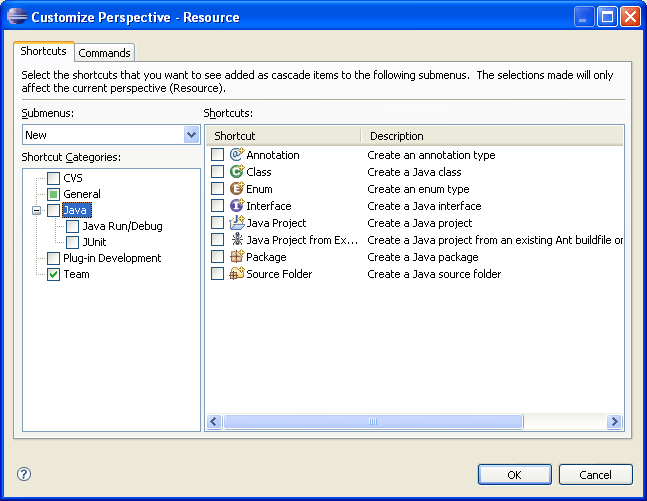 Customize Perspective - Resource
Shortcuts Commands
Select the shortcuts that you want to see added as cascade items to the following submenus. The selections made will only
affect the current perspective (Resource).
Submenus: Shortcuts:
New Shortcut Description
Shortcut Categories: Annotation Create an annotation type
CVS Class Create a Java class
General Enum Create an enum type
Java Interface Create a Java interface
Java Run/Debug Java Project Create a Java project
JUnit Java Project from Ex... Create a Java project from an existing Ant buildfile or
Plug-in Development Package Create a Java package
Team Source Folder Create a Java source folder
? OK Cancel